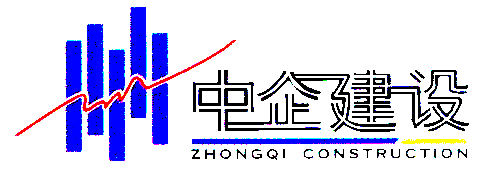 中企建设
ZHONGQI CONSTRUCTION